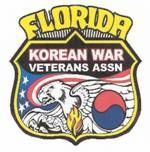 FLORIDA
KOREAN WAR
VETERANS ASSN